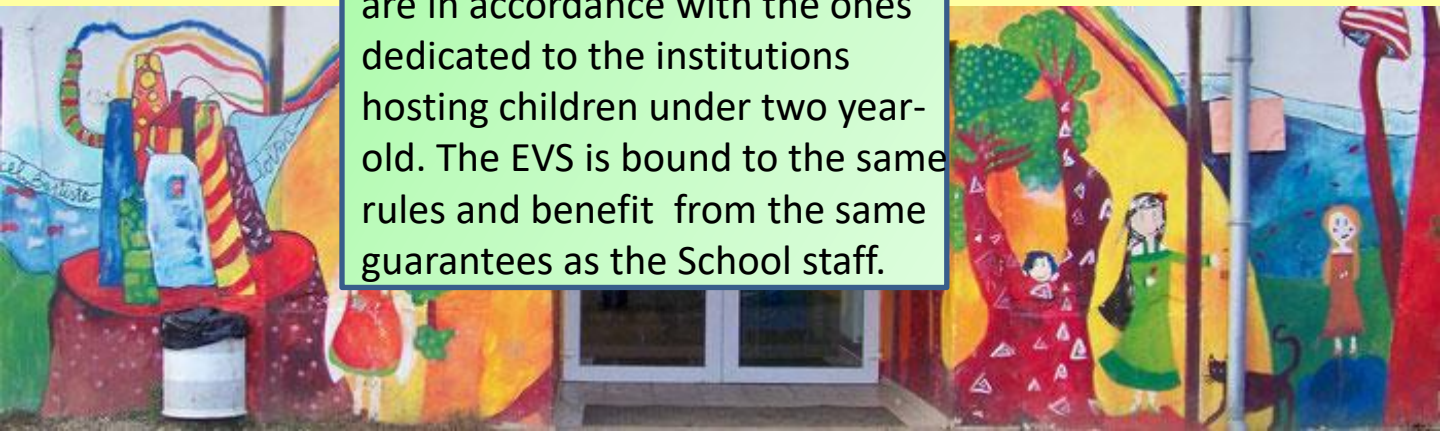 are in accordance with the ones
dedicated to the institutions
hosting children under two year-
old. The EVS is bound to the same
rules and benefit  from the same
guarantees as the School staff.